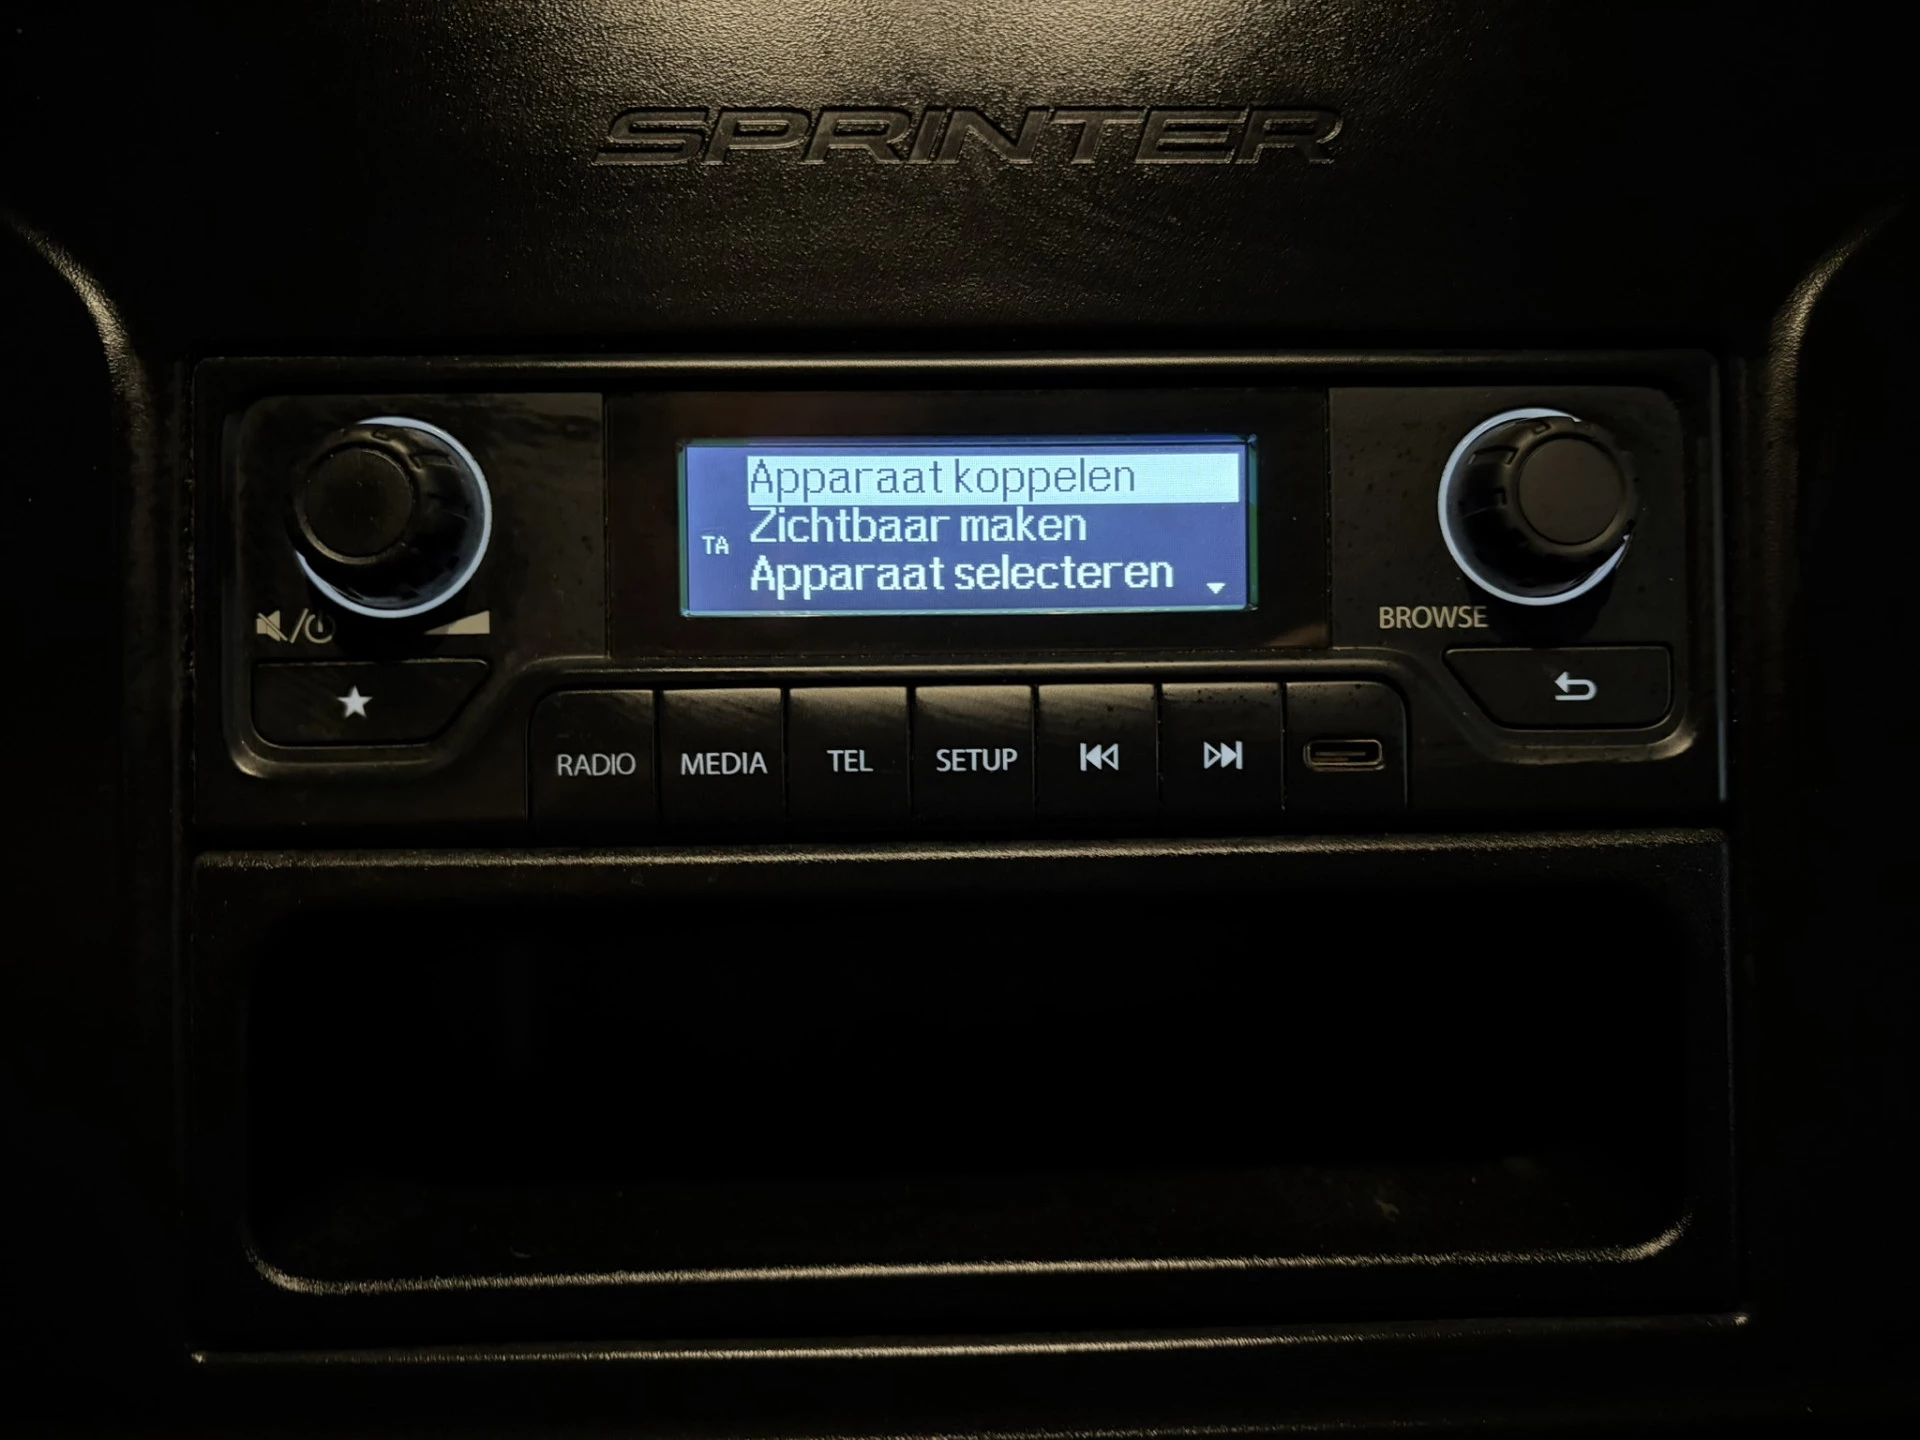 SPRINTER
Apparaat koppelen
Zichtbaar maken
TA
Apparaat selecteren
BROWSE
RADIO
MEDIA
TEL
SETUP